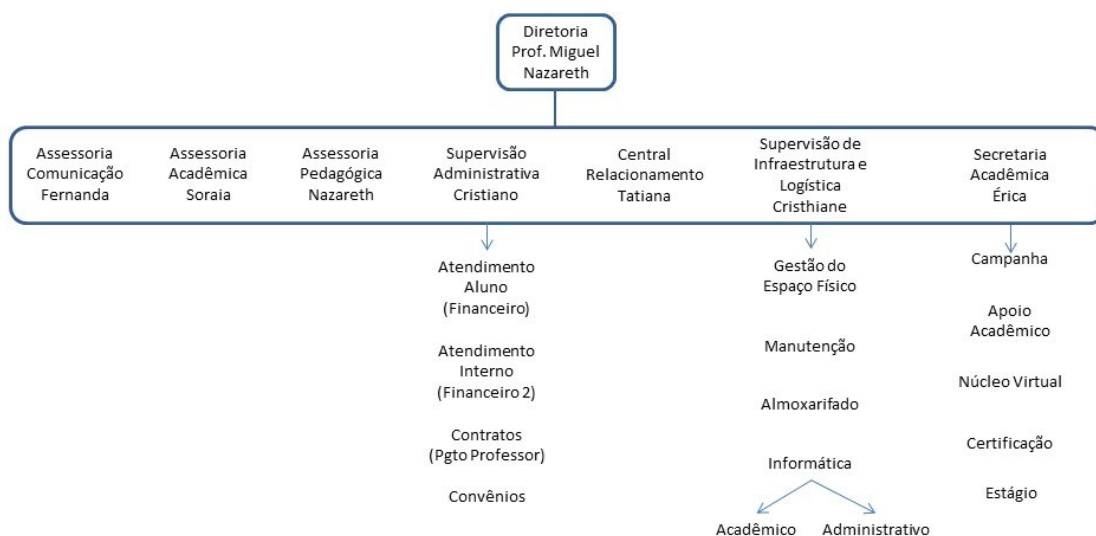 Diretoria
Prof. Miguel
Nazareth
Assessoria
Comunicação
Fernanda
Assessoria
Acadêmica
Soraia
Assessoria
Pedagógica
Nazareth
Supervisão
Administrativa
Cristiano
Central
Relacionamento
Tatiana
Supervisão de
Infraestrutura e
Logística
Cristhiane
Secretaria
Acadêmica
Érica
Atendimento
Aluno
(Financeiro)
Atendimento
Interno
(Financeiro 2)
Contratos
(Pgto Professor)
Convênios
Gestão do
Espaço Físico
Manutenção
Almoxarifado
Informática
Acadêmico
Administrativo
Campanha
Apoio
Acadêmico
Núcleo Virtual
Certificação
Estágio